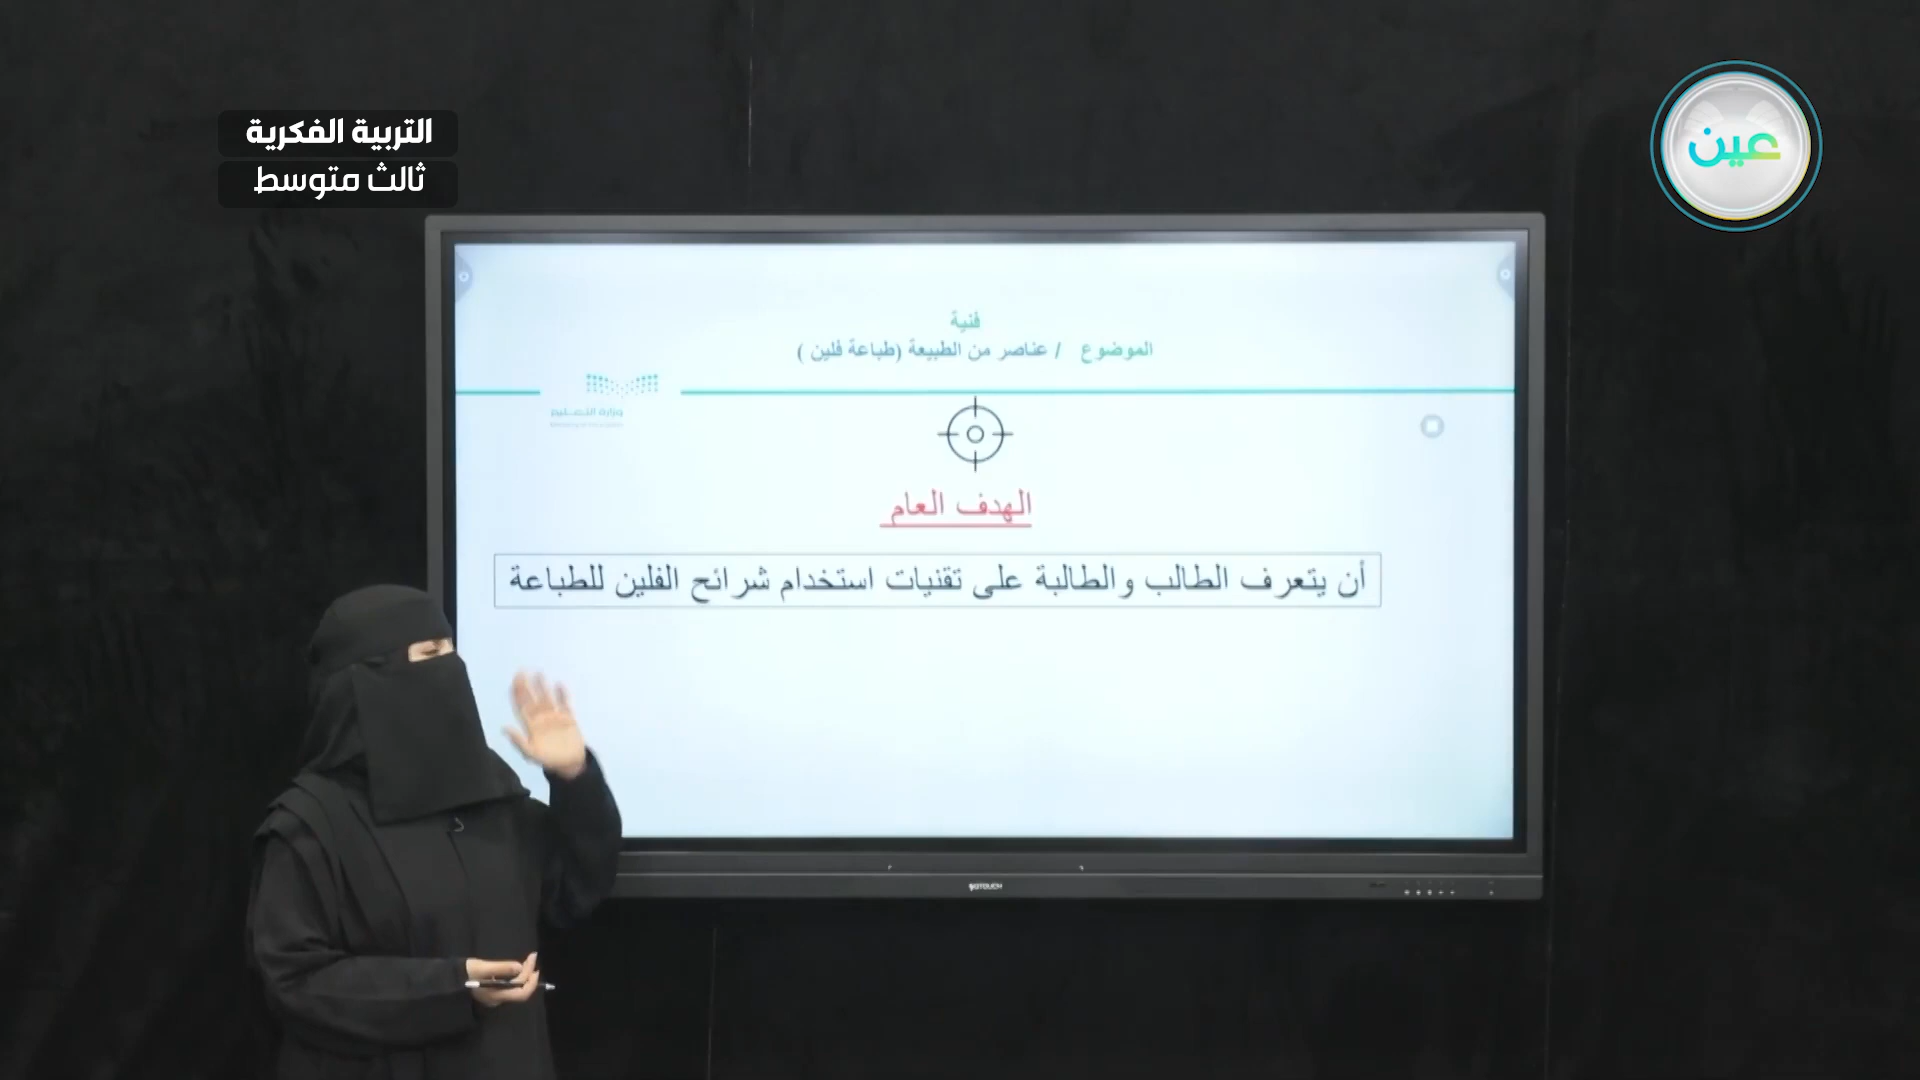 التربية الفكرية
ثالث متوسط
عين
فنية
الموضوع / عناصر من الطبيعة (طباعة فلين )
وزارة التعليم
الهدف العام
أن يتعرف الطالب والطالبة على تقنيات استخدام شرائح الفلين للطباعة